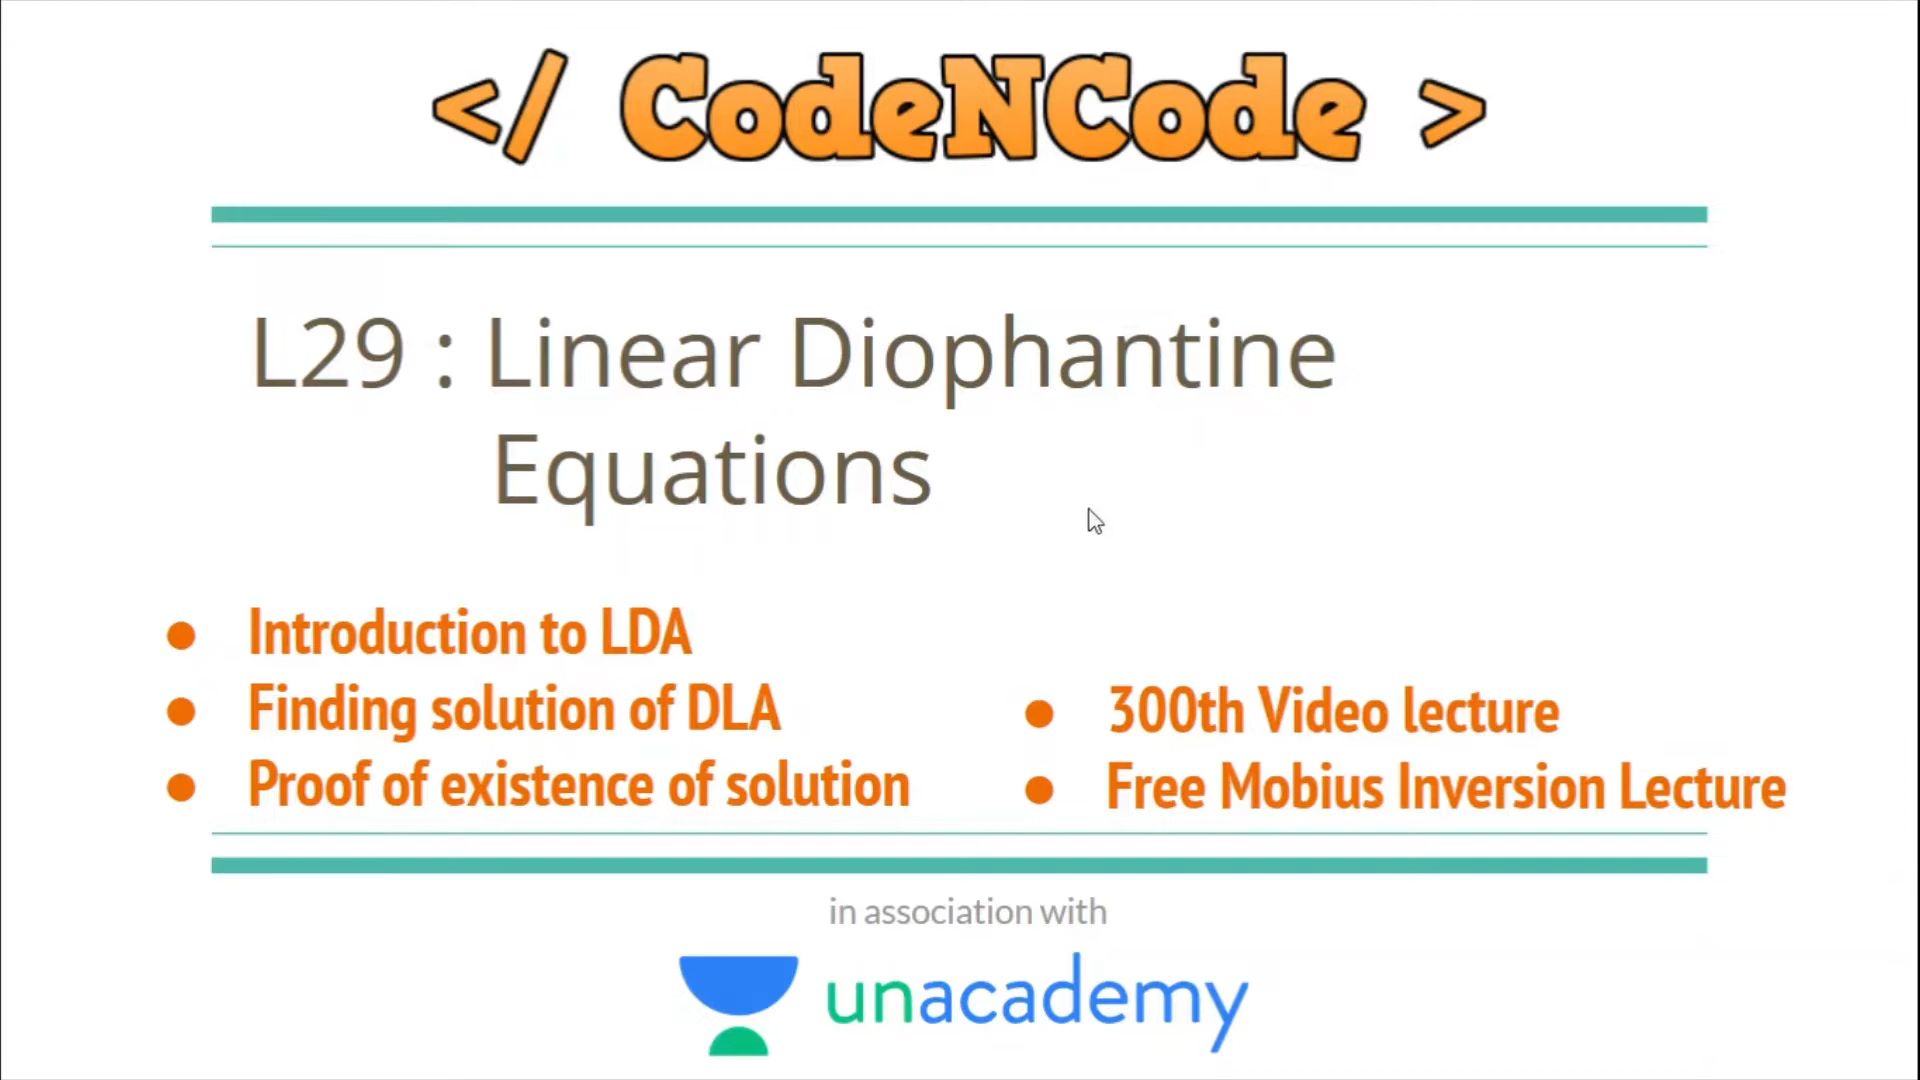 </ CodeNCode >
L29 : Linear Diophantine
Equations
● Introduction to LDA
● Finding solution of DLA
● Proof of existence of solution
● 300th Video lecture
● Free Mobius Inversion Lecture
in association with
unacademy